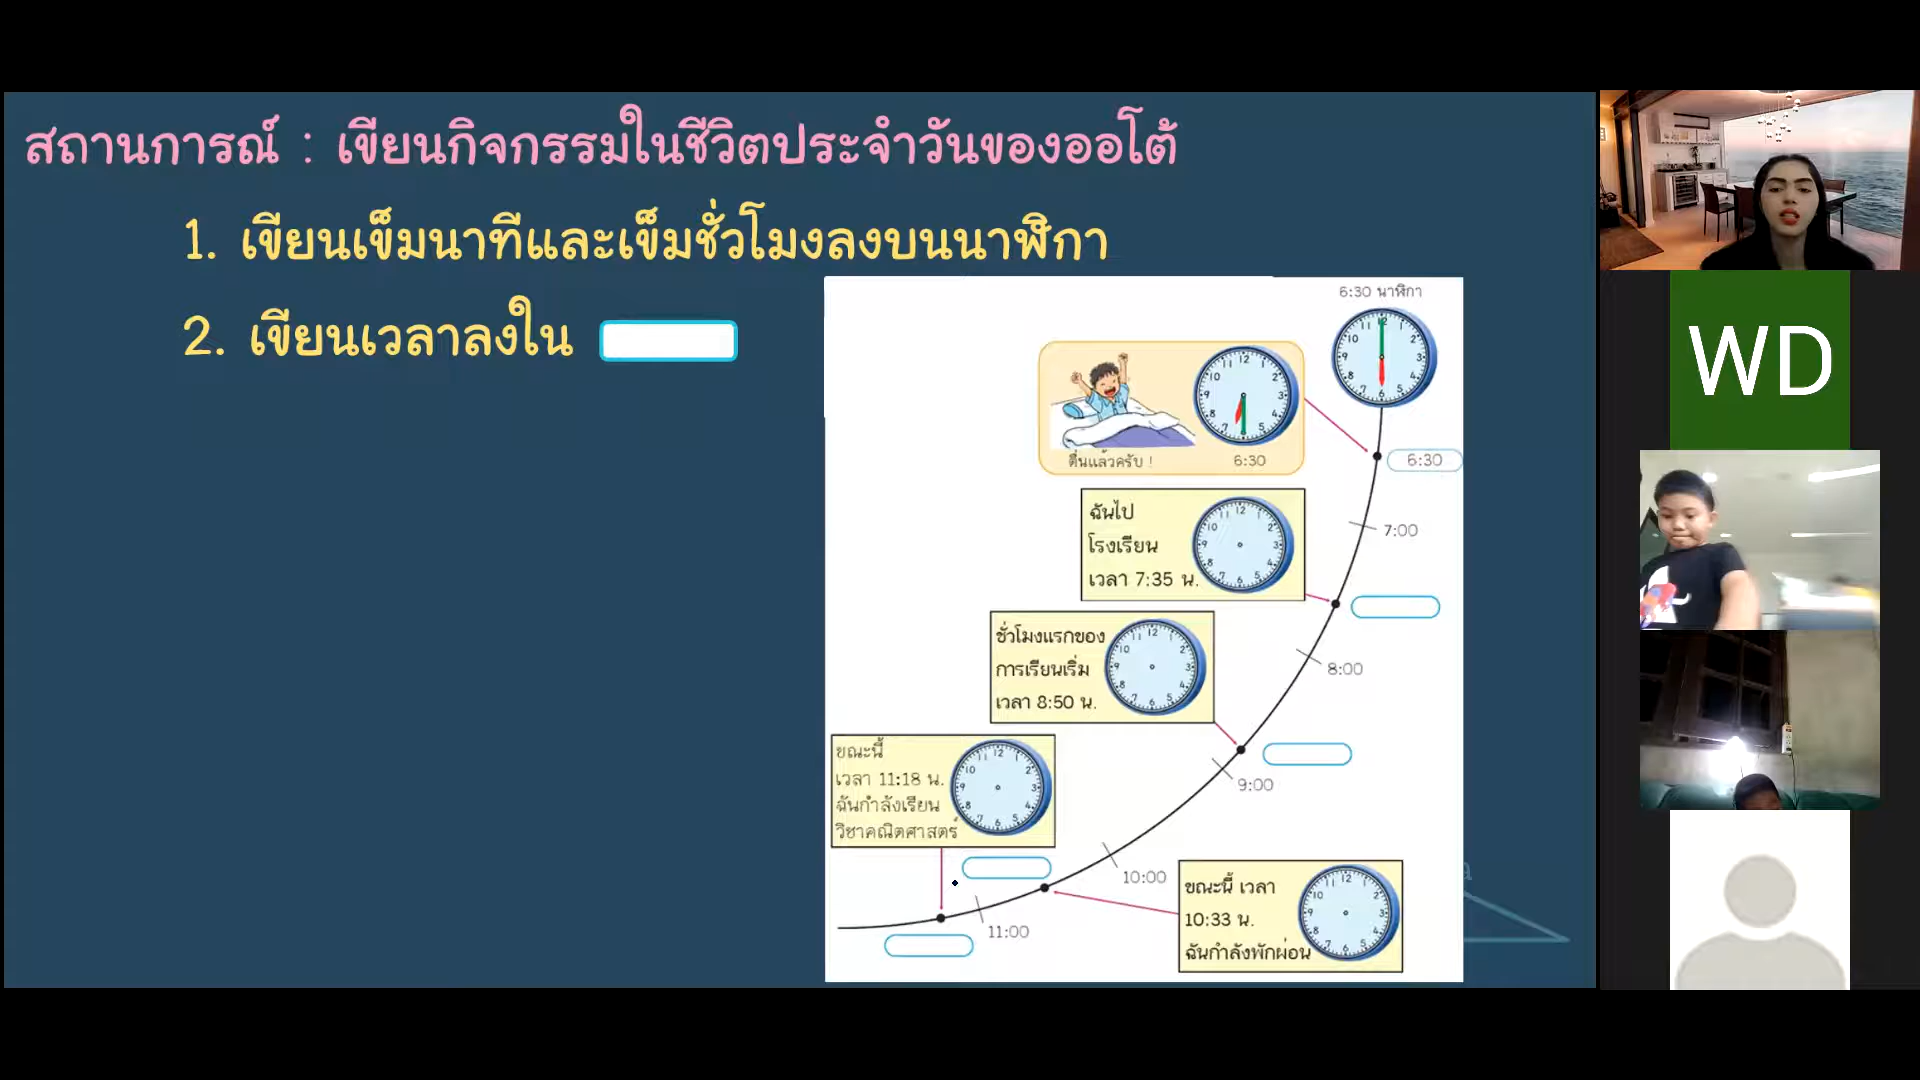 สถานการณ์ : เขียนกิจกรรมในชีวิตประจำวันของออโต้
1. เขียนเข็มนาทีและเข็มชั่วโมงลงบนนาฬิกา
2. เขียนเวลาลงใน
6:30 นาฬิกา
ตื่นแล้วครับ !
6:30
6:30
ฉันไป
โรงเรียน
เวลา 7:35 น.
7:00
ชั่วโมงแรกของ
การเรียนเริ่ม
เวลา 8:50 น.
8:00
ขณะนี้
เวลา 11:18 น.
ฉันกำลังเรียน
วิชาคณิตศาสตร์
9:00
10:00
11:00
ขณะนี้ เวลา
10:33 น.
ฉันกำลังพักผ่อน
WD